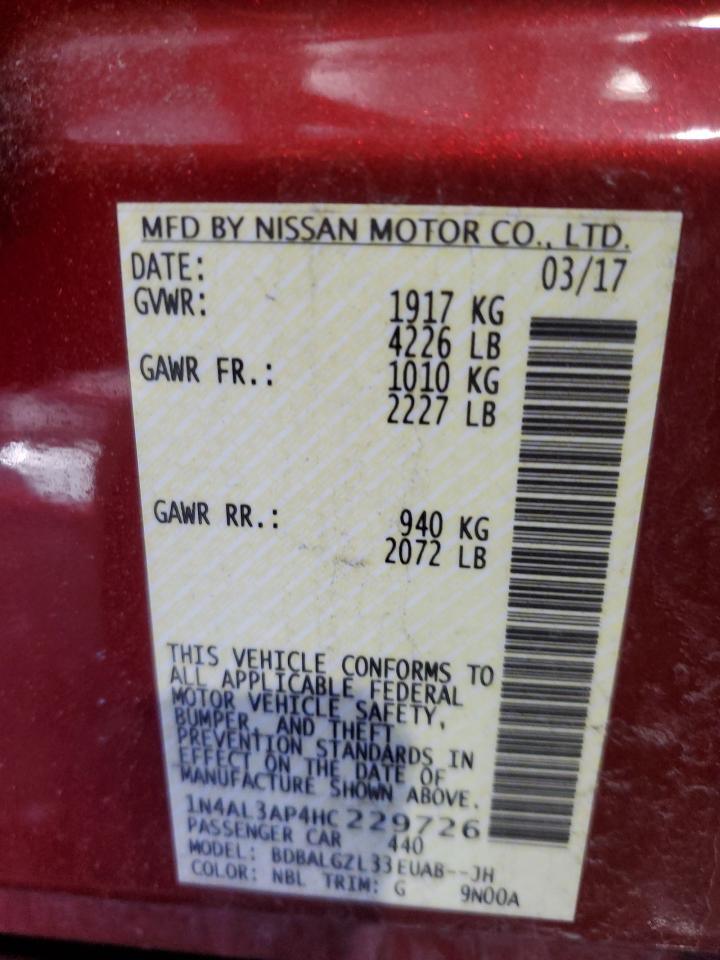 MFD BY NISSAN MOTOR CO., LTD.
DATE: 03/17
GVWR: 1917 KG
4226 LB
GAWR FR.: 1010 KG
2227 LB
GAWR RR.: 940 KG
2072 LB
THIS VEHICLE CONFORMS TO
ALL APPLICABLE FEDERAL
MOTOR VEHICLE SAFETY,
BUMPER, AND THEFT
PREVENTION STANDARDS IN
EFFECT ON THE DATE OF
MANUFACTURE SHOWN ABOVE.
1N4AL3AP4HC229726
PASSENGER CAR 440
MODEL: BDBALGZL33EUAB--JH
COLOR: NBL TRIM: G 9N00A